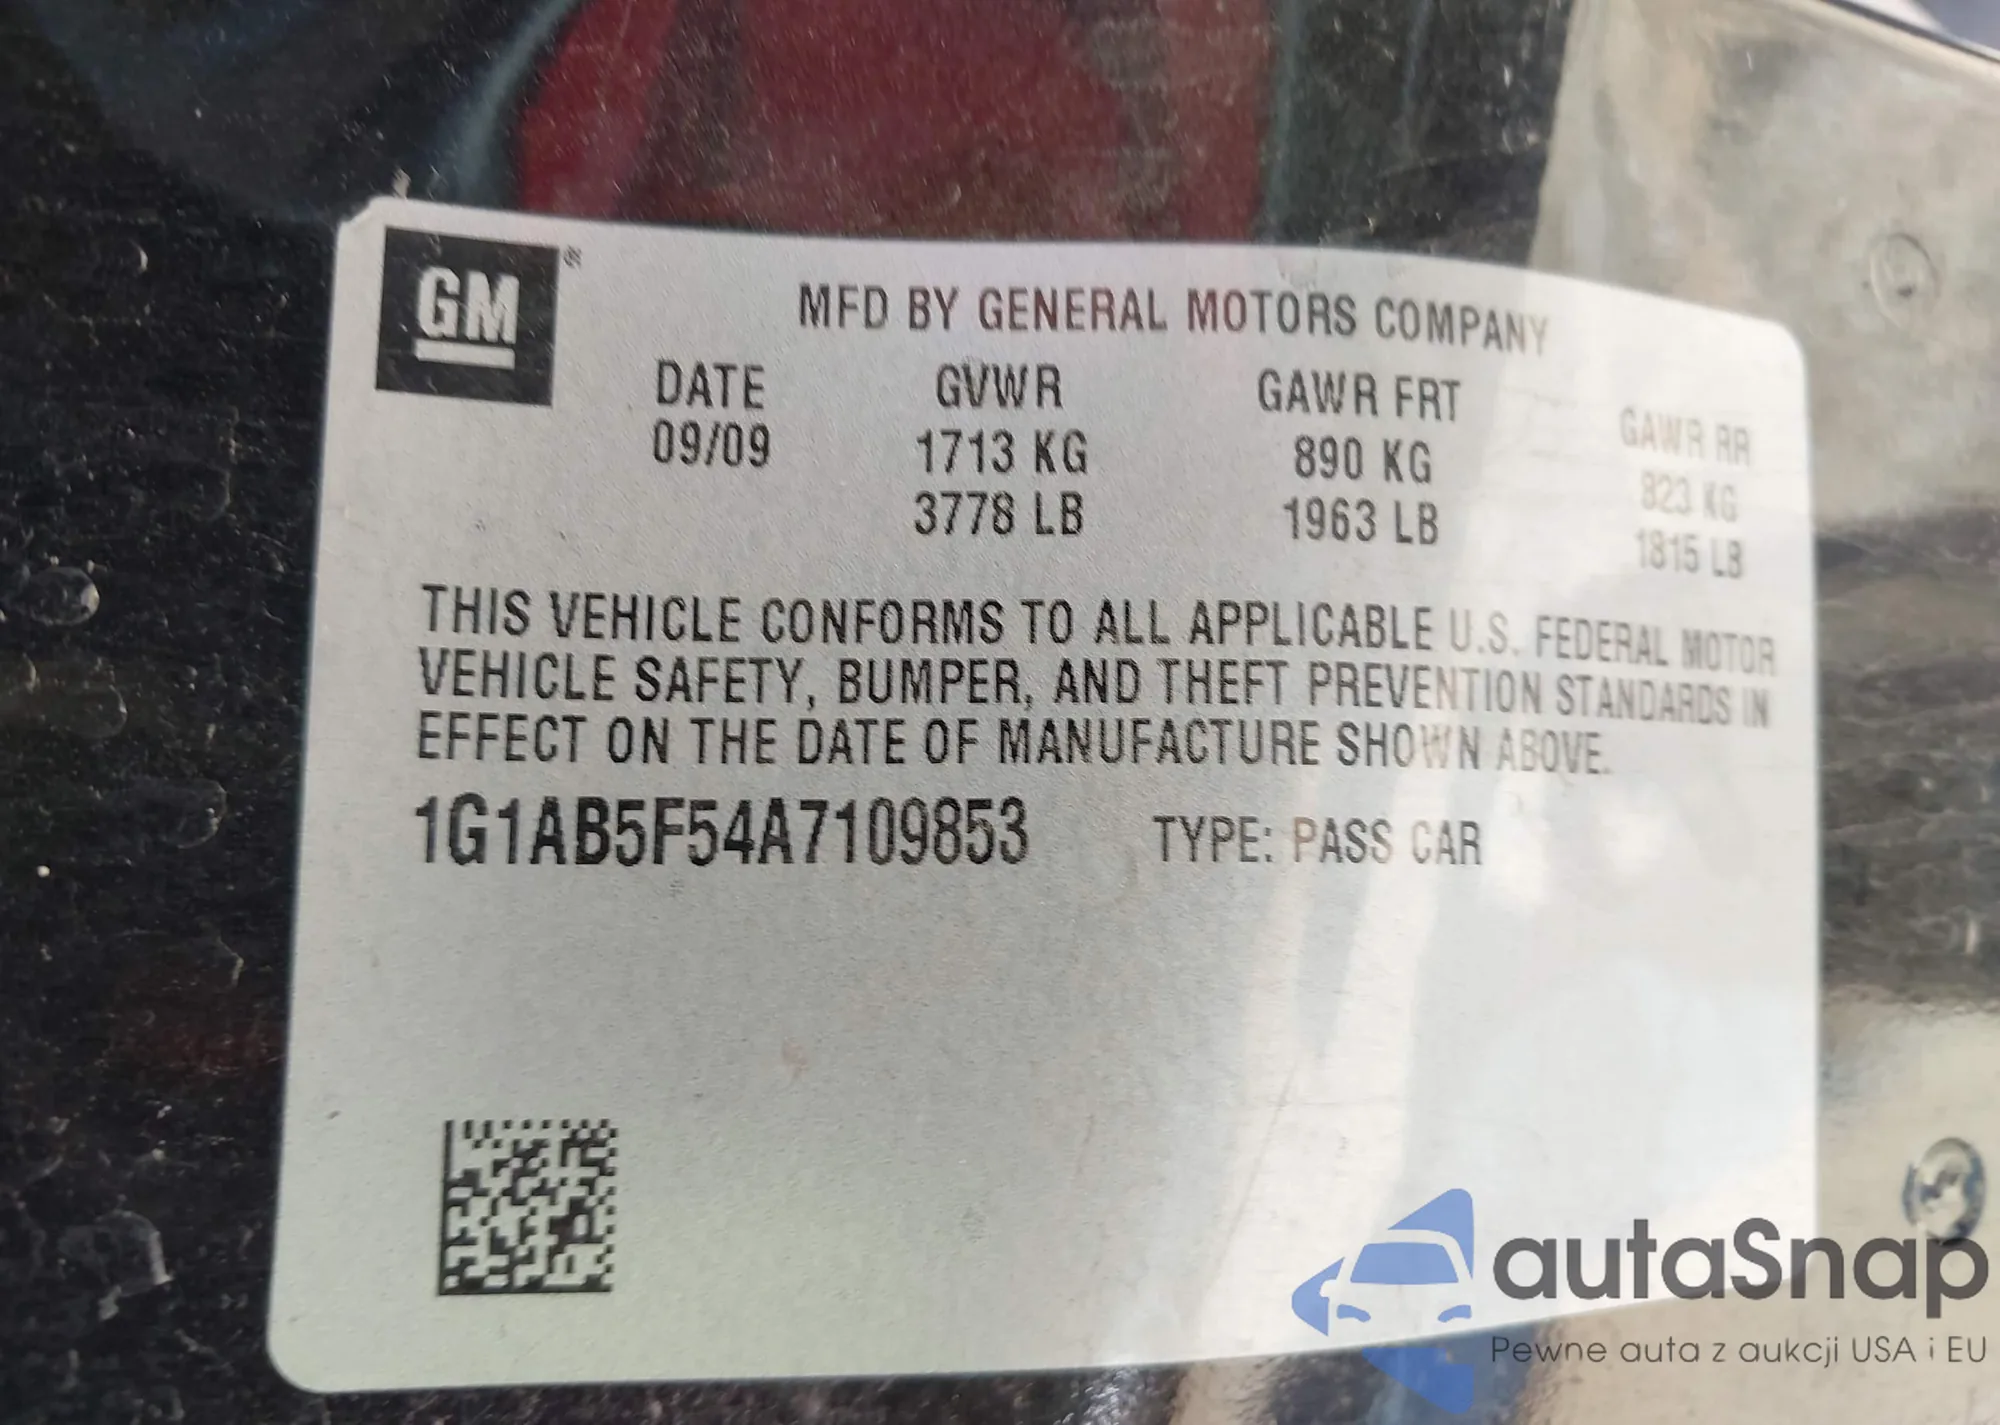 GM®
MFD BY GENERAL MOTORS COMPANY
DATE GVWR GAWR FRT GAWR RR
09/09 1713 KG 890 KG 823 KG
3778 LB 1963 LB 1815 LB
THIS VEHICLE CONFORMS TO ALL APPLICABLE U.S. FEDERAL MOTOR
VEHICLE SAFETY, BUMPER, AND THEFT PREVENTION STANDARDS IN
EFFECT ON THE DATE OF MANUFACTURE SHOWN ABOVE.
1G1AB5F54A7109853 TYPE: PASS CAR
autaSnap
Pewne auta z aukcji USA i EU